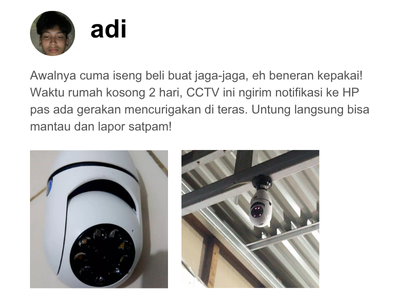 adi
Awalnya cuma iseng beli buat jaga-jaga, eh beneran kepakai!
Waktu rumah kosong 2 hari, CCTV ini ngirim notifikasi ke HP
pas ada gerakan mencurigakan di teras. Untung langsung bisa
mantau dan lapor satpam!